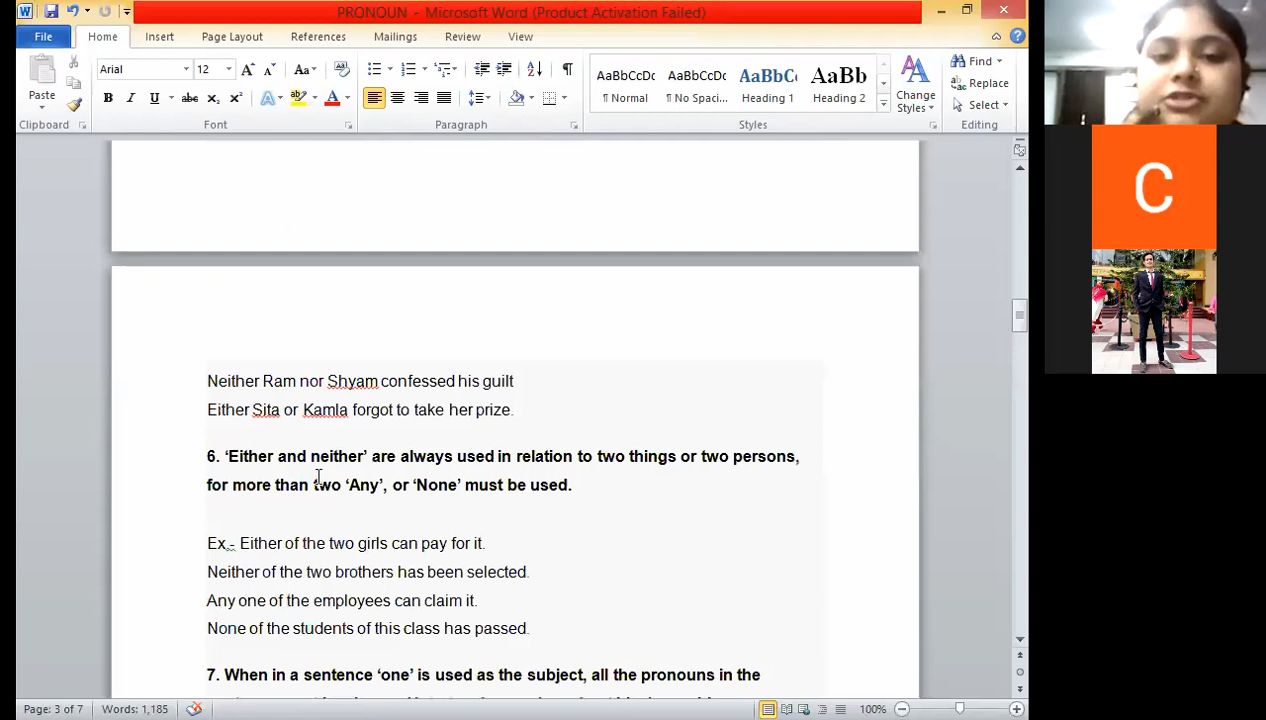 PRONOUN - Microsoft Word (Product Activation Failed)
File Home Insert Page Layout References Mailings Review View
Arial 12
Paste
Clipboard Font Paragraph Styles Editing
AaBbCcDc AaBbCcDc AaBbCc AaBb
¶ Normal ¶ No Spaci... Heading 1 Heading 2
Change Styles
Find
Replace
Select
Neither Ram nor Shyam confessed his guilt
Either Sita or Kamla forgot to take her prize.
6. ‘Either and neither’ are always used in relation to two things or two persons,
for more than two ‘Any’, or ‘None’ must be used.
Ex.- Either of the two girls can pay for it.
Neither of the two brothers has been selected.
Any one of the employees can claim it.
None of the students of this class has passed.
7. When in a sentence ‘one’ is used as the subject, all the pronouns in the
Page: 3 of 7 Words: 1,185 100%
C